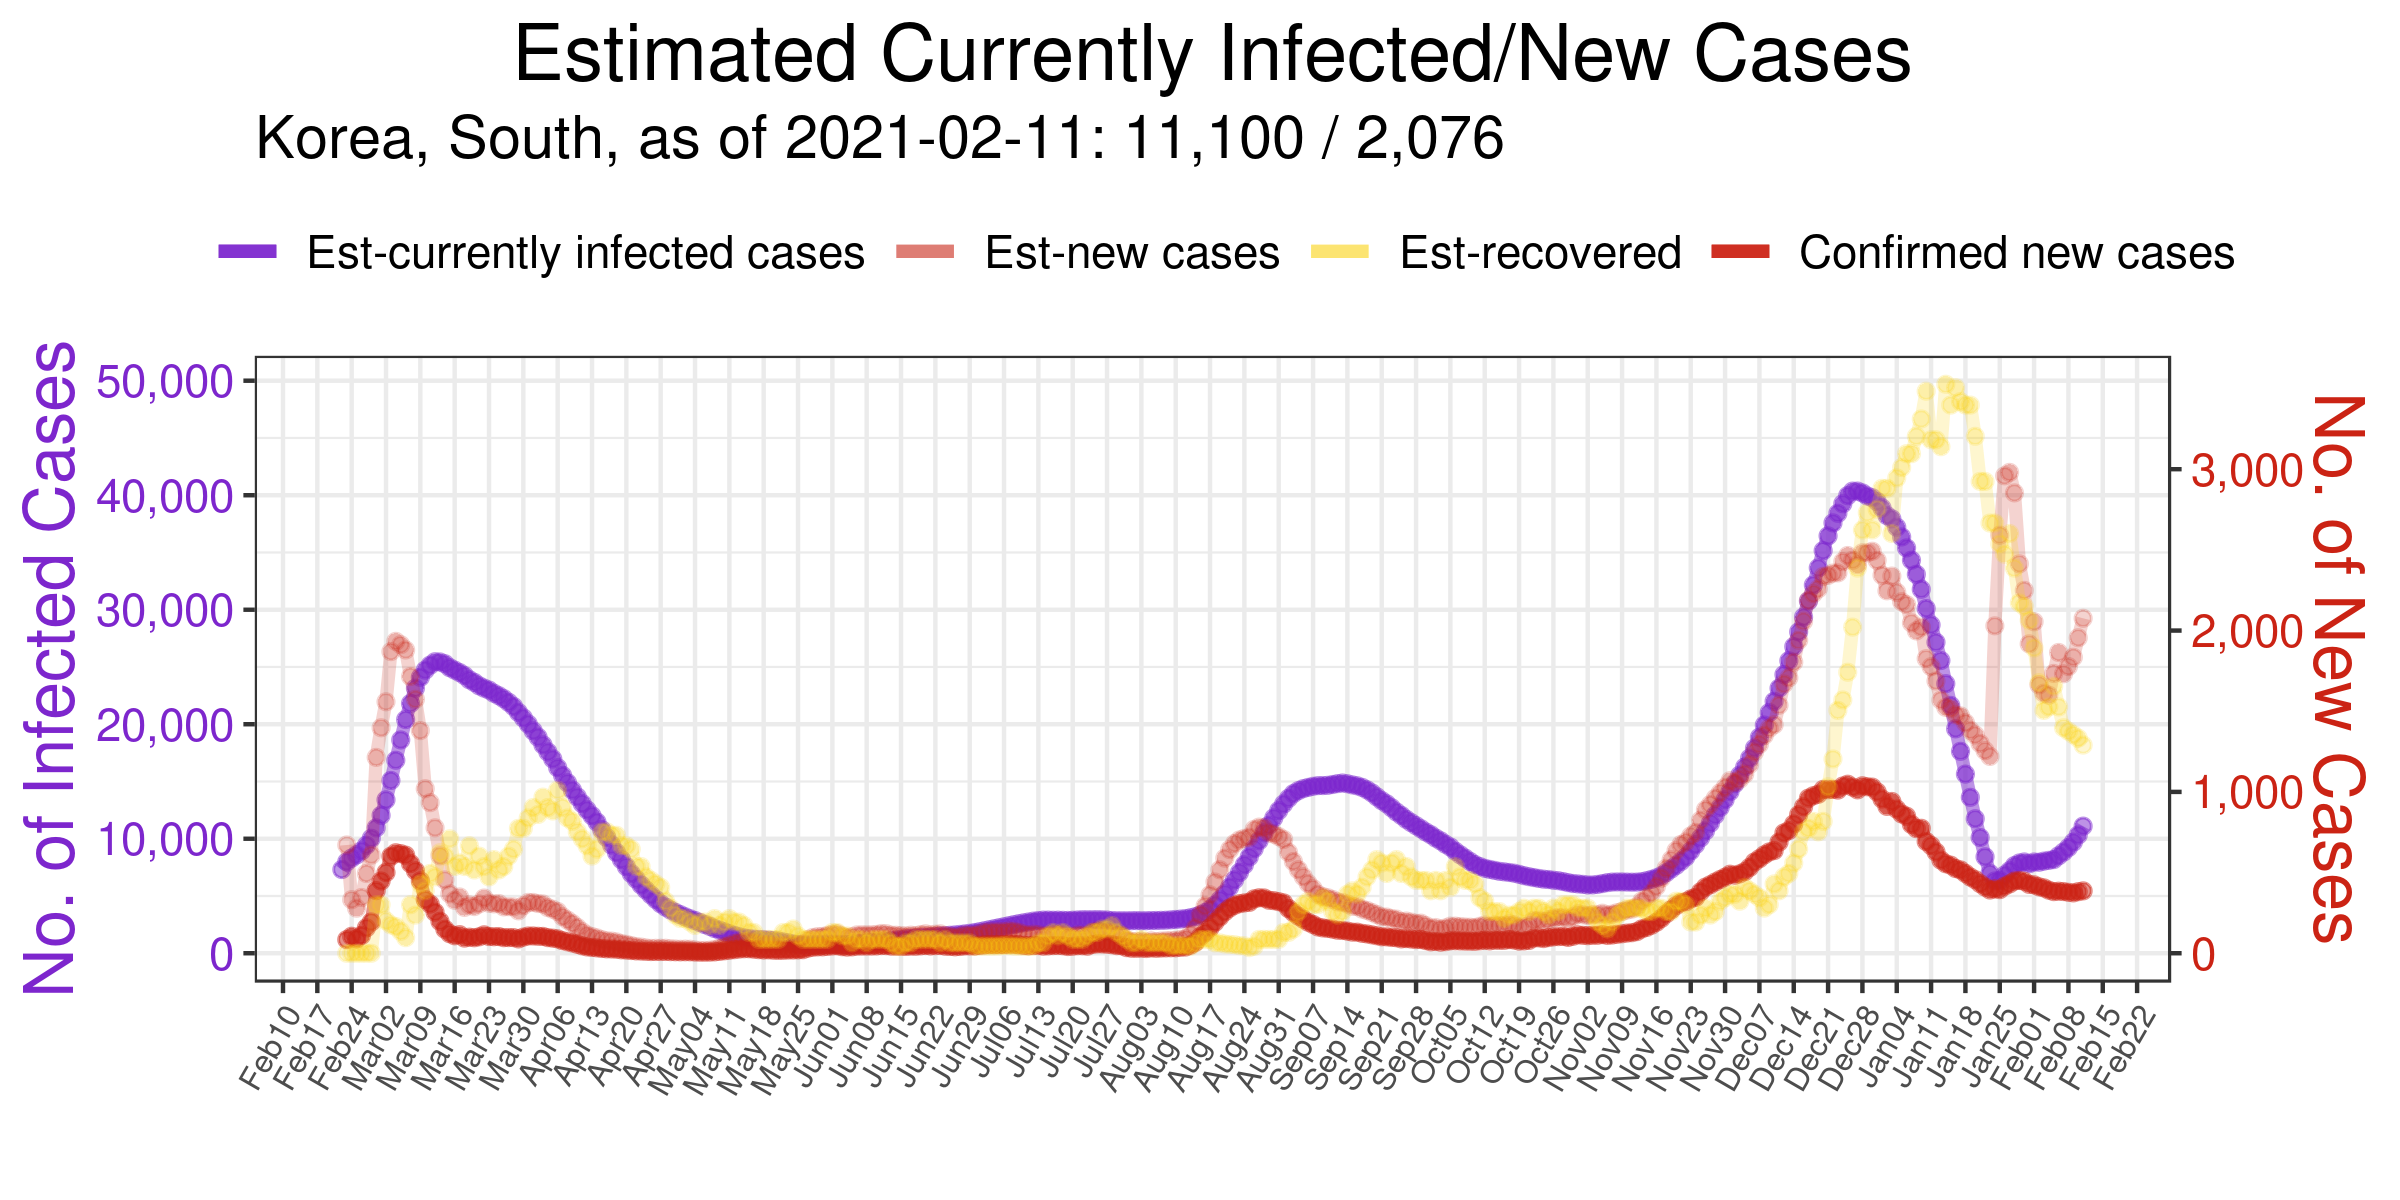 Estimated Currently Infected/New Cases
Korea, South, as of 2021-02-11: 11,100 / 2,076
Est-currently infected cases Est-new cases Est-recovered Confirmed new cases
No. of Infected Cases
50,000
40,000
30,000
20,000
10,000
0
3,000
2,000
1,000
0
No. of New Cases
Feb10 Feb17 Feb24 Mar02 Mar09 Mar16 Mar23 Mar30 Apr06 Apr13 Apr20 Apr27 May04 May11 May18 May25 Jun01 Jun08 Jun15 Jun22 Jun29 Jul06 Jul13 Jul20 Jul27 Aug03 Aug10 Aug17 Aug24 Aug31 Sep07 Sep14 Sep21 Sep28 Oct05 Oct12 Oct19 Oct26 Nov02 Nov09 Nov16 Nov23 Nov30 Dec07 Dec14 Dec21 Dec28 Jan04 Jan11 Jan18 Jan25 Feb01 Feb08 Feb15 Feb22